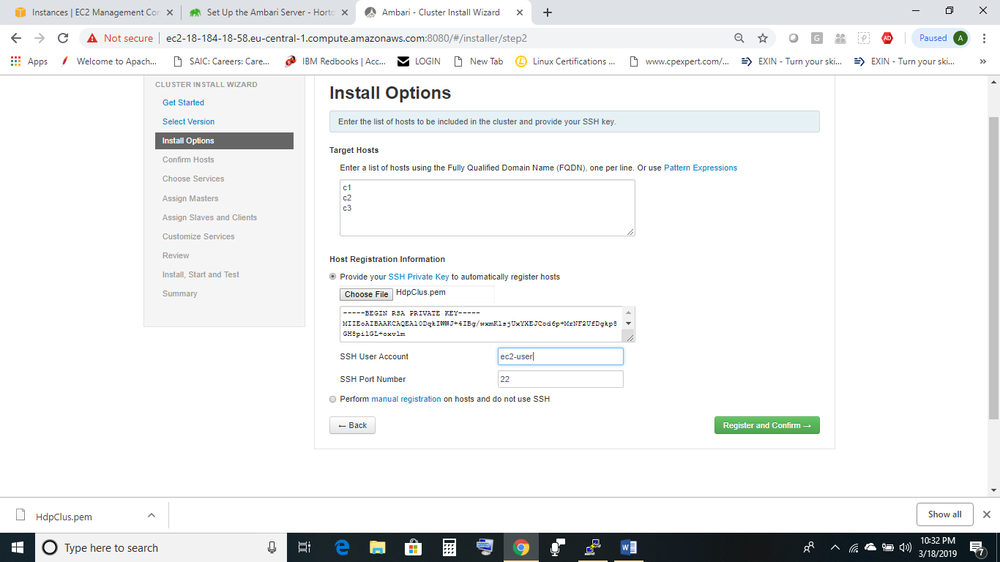 Instances | EC2 Management Con
Set Up the Ambari Server - Horto
Ambari - Cluster Install Wizard
Not secure
ec2-18-184-18-58.eu-central-1.compute.amazonaws.com:8080/#/installer/step2
Paused
A
Apps
Welcome to Apach...
SAIC: Careers: Care...
IBM Redbooks | Acc...
LOGIN
New Tab
Linux Certifications ...
www.cpexpert.com/...
EXIN - Turn your ski...
EXIN - Turn your ski...
CLUSTER INSTALL WIZARD
Get Started
Select Version
Install Options
Confirm Hosts
Choose Services
Assign Masters
Assign Slaves and Clients
Customize Services
Review
Install, Start and Test
Summary
Install Options
Enter the list of hosts to be included in the cluster and provide your SSH key.
Target Hosts
Enter a list of hosts using the Fully Qualified Domain Name (FQDN), one per line. Or use Pattern Expressions
c1
c2
c3
Host Registration Information
Provide your SSH Private Key to automatically register hosts
Choose File HdpClus.pem
-----BEGIN RSA PRIVATE KEY-----
SSH User Account ec2-user
SSH Port Number 22
Perform manual registration on hosts and do not use SSH
← Back
Register and Confirm →
HdpClus.pem
Show all
Type here to search
10:32 PM
3/18/2019
7